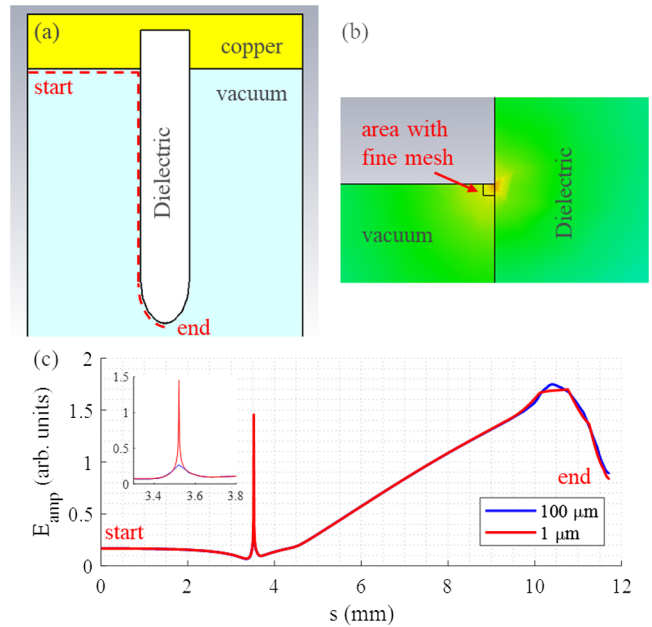 (a)
copper
start
vacuum
Dielectric
end
(b)
area with
fine mesh
vacuum
Dielectric
(c)
2
1.5
1
0.5
0
E_amp (arb. units)
1.5
1
0.5
0
3.4 3.6 3.8
start
end
100 μm
1 μm
0 2 4 6 8 10 12
s (mm)